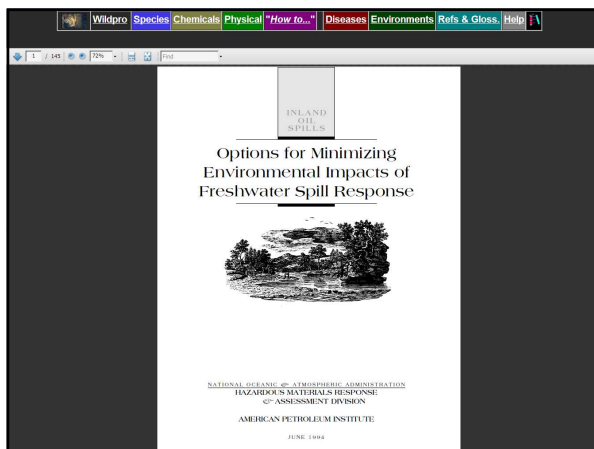 Wildpro Species Chemicals Physical "How to..." Diseases Environments Refs & Gloss. Help
1 / 145 72% Find
INLAND
OIL
SPILLS
Options for Minimizing
Environmental Impacts of
Freshwater Spill Response
NATIONAL OCEANIC & ATMOSPHERIC ADMINISTRATION
HAZARDOUS MATERIALS RESPONSE
& ASSESSMENT DIVISION
AMERICAN PETROLEUM INSTITUTE
JUNE 1994